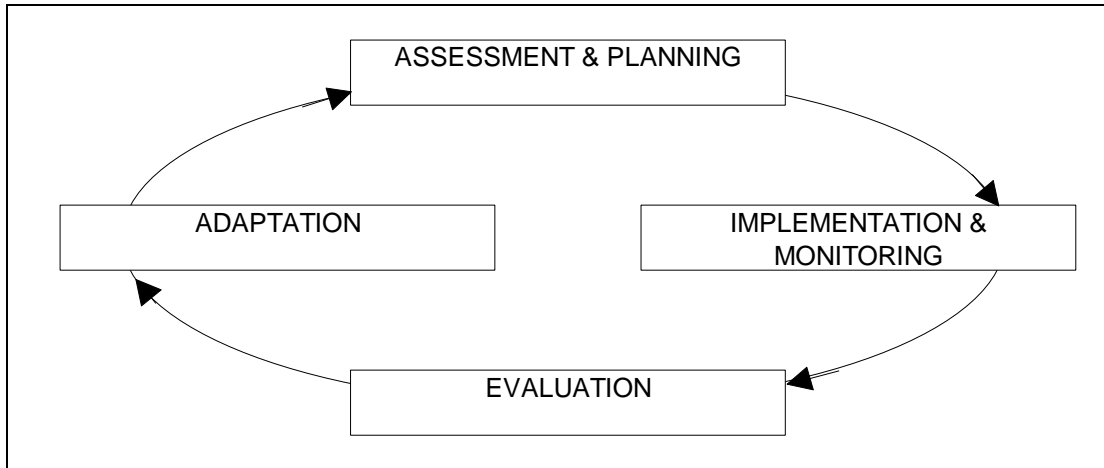 ASSESSMENT & PLANNING
ADAPTATION
IMPLEMENTATION &
MONITORING
EVALUATION